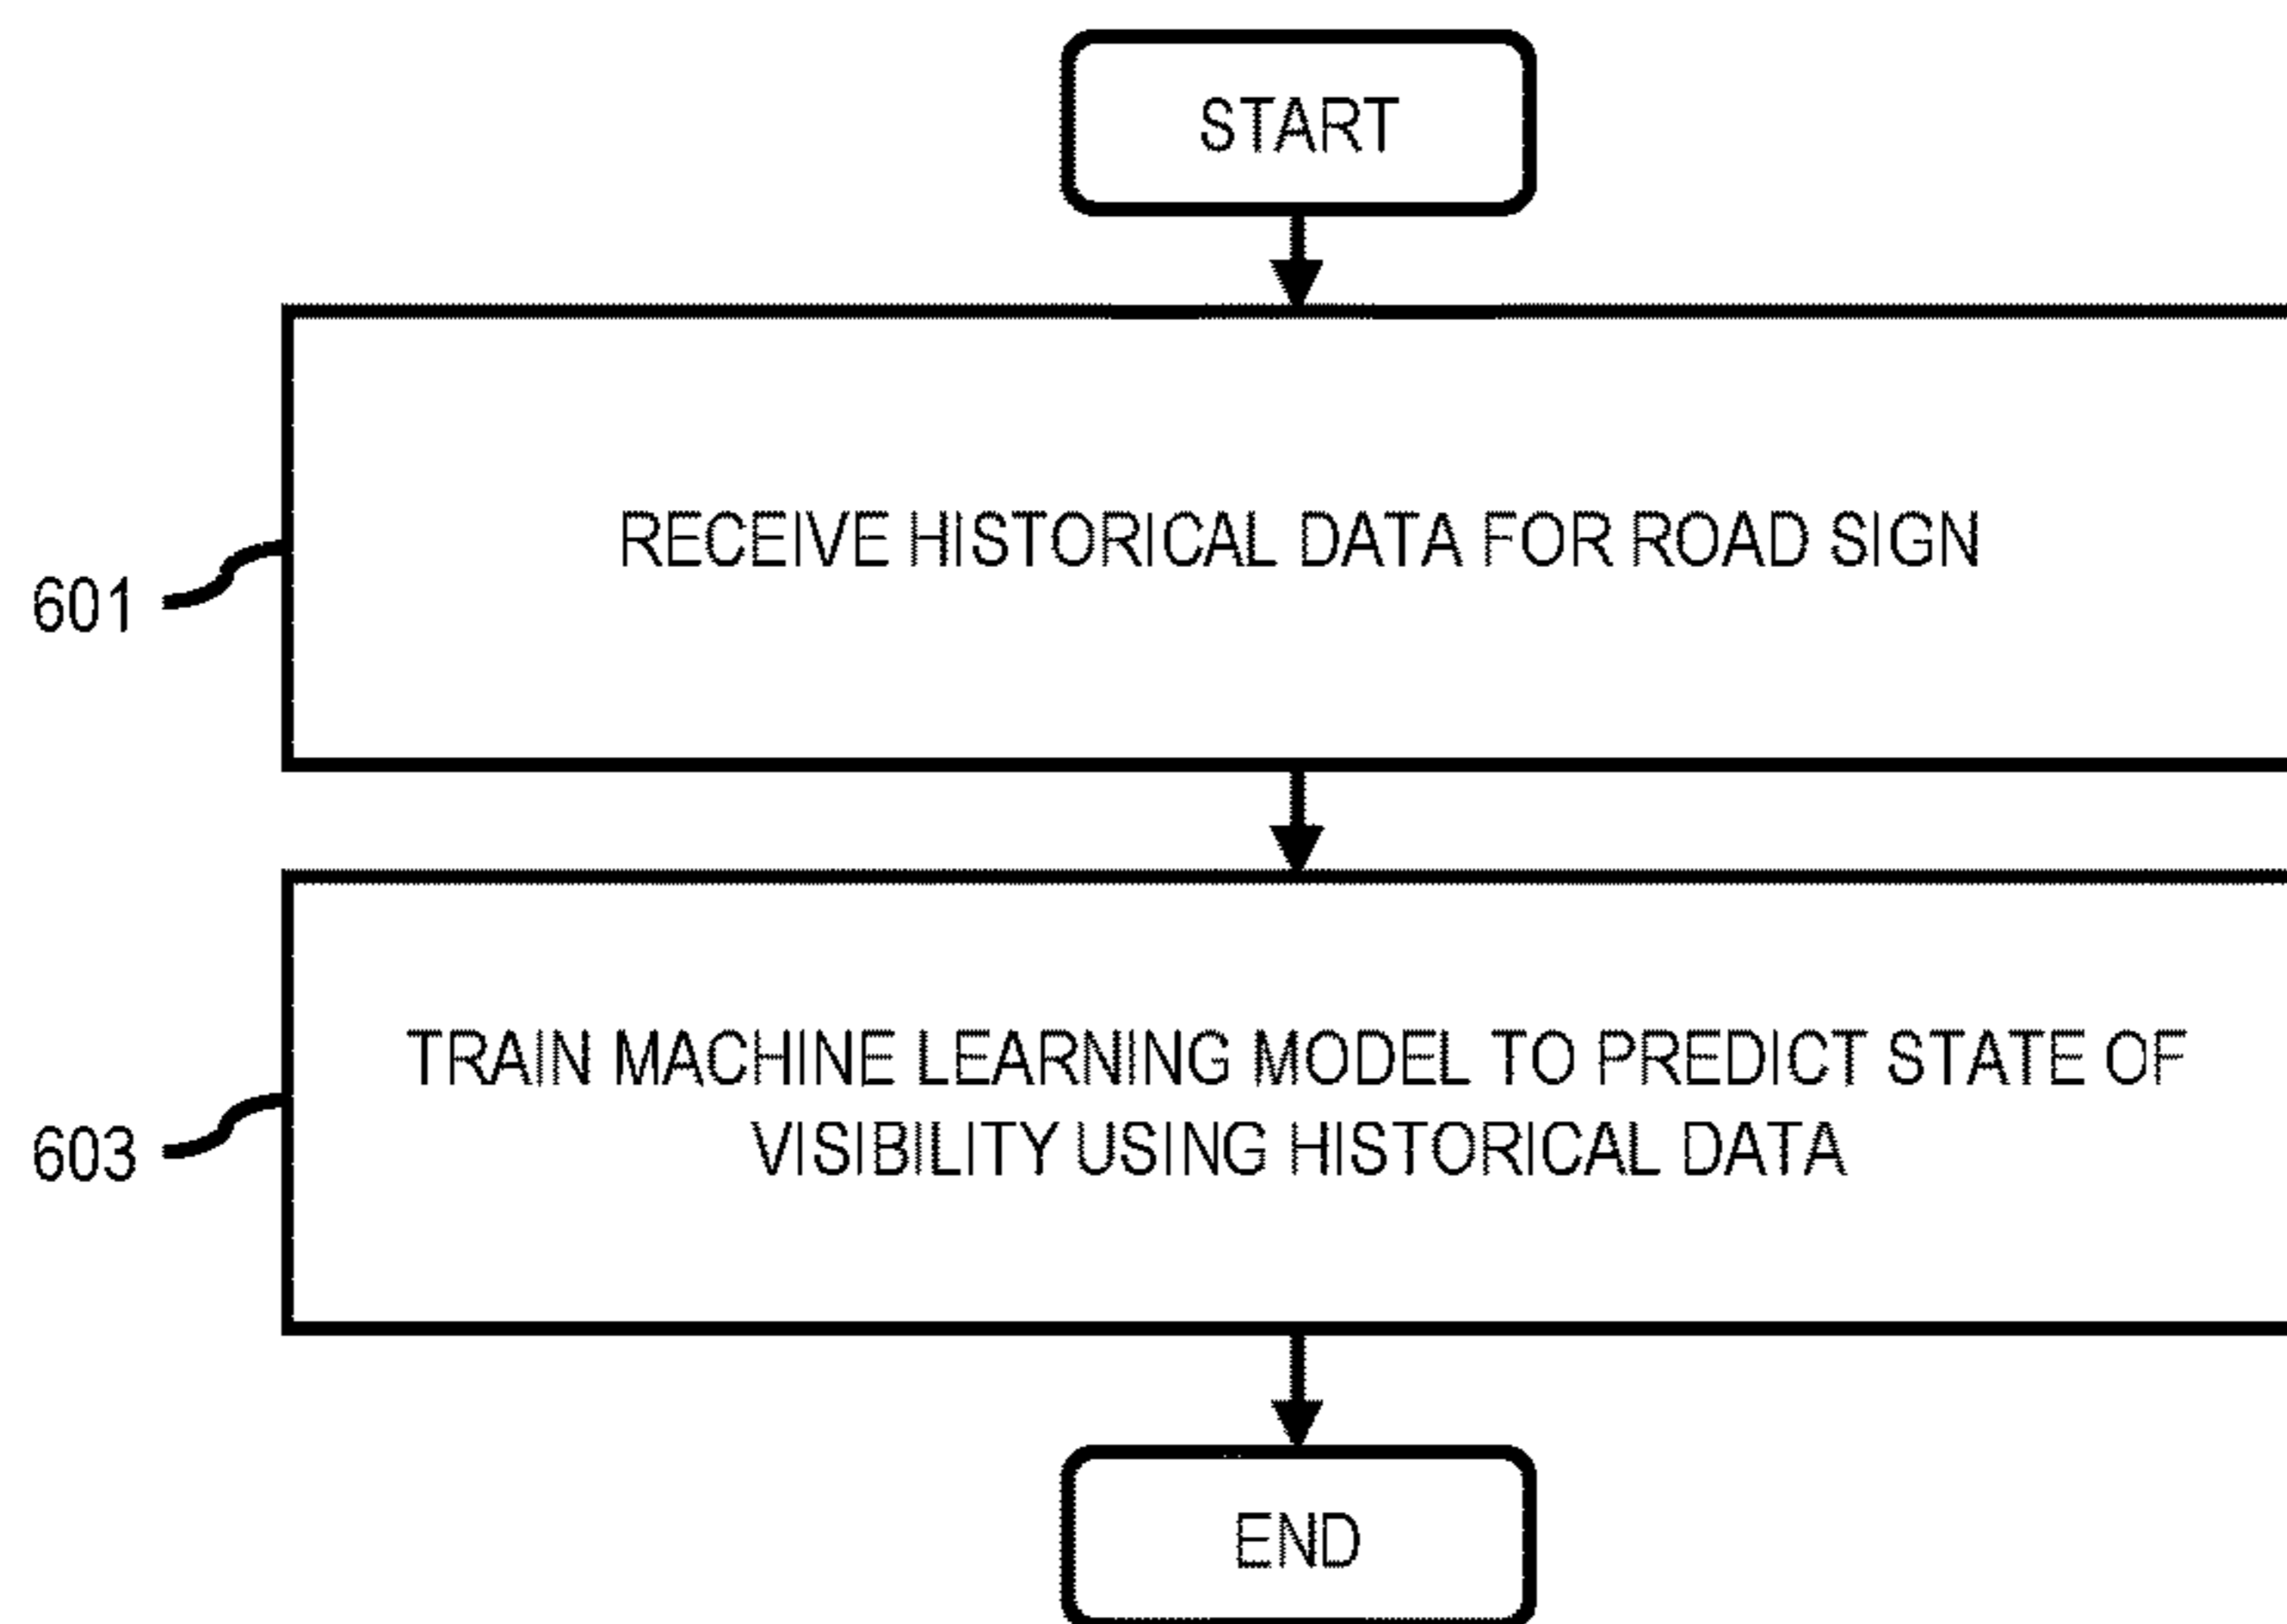 START
RECEIVE HISTORICAL DATA FOR ROAD SIGN
601
TRAIN MACHINE LEARNING MODEL TO PREDICT STATE OF
VISIBILITY USING HISTORICAL DATA
603
END